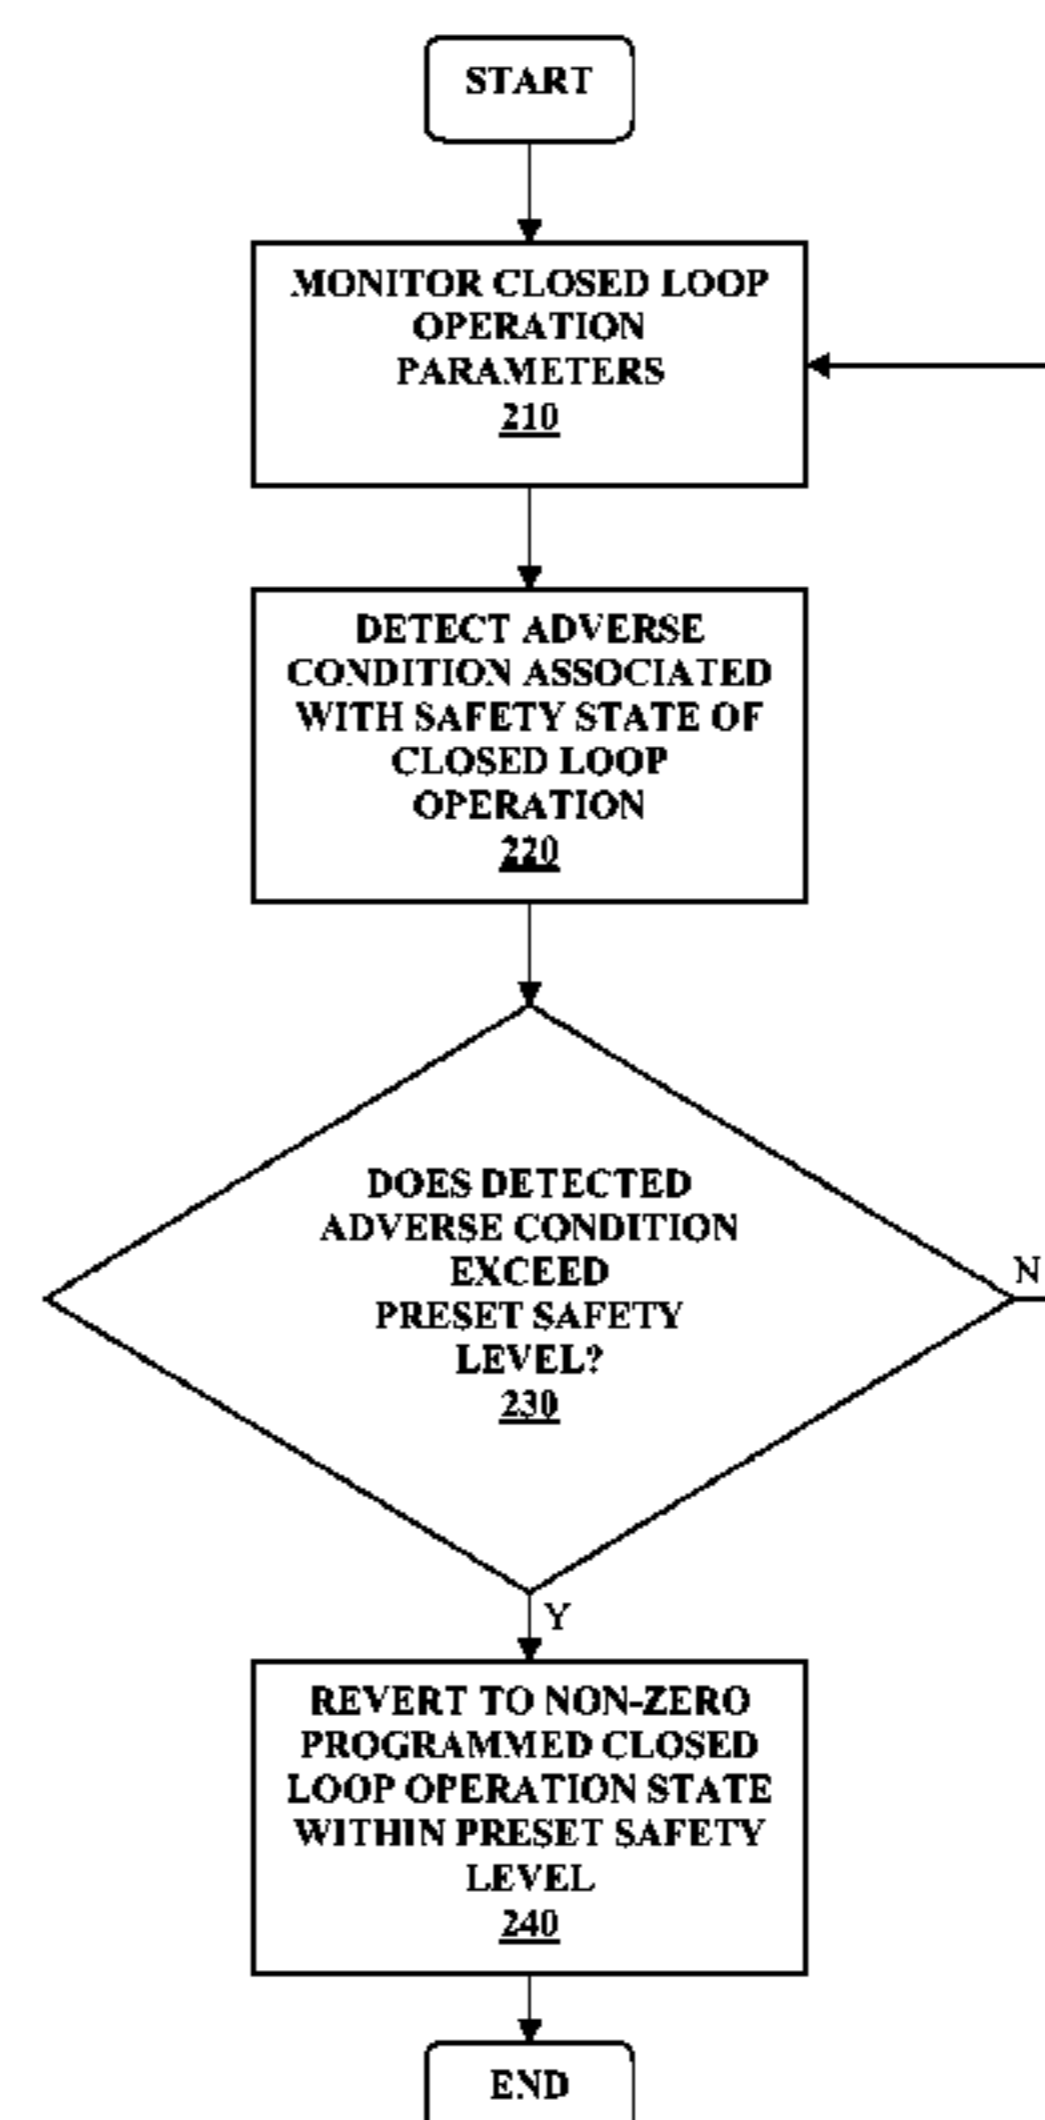 START
MONITOR CLOSED LOOP
OPERATION
PARAMETERS
210
DETECT ADVERSE
CONDITION ASSOCIATED
WITH SAFETY STATE OF
CLOSED LOOP
OPERATION
220
DOES DETECTED
ADVERSE CONDITION
EXCEED
PRESET SAFETY
LEVEL?
230
N
Y
REVERT TO NON-ZERO
PROGRAMMED CLOSED
LOOP OPERATION STATE
WITHIN PRESET SAFETY
LEVEL
240
END